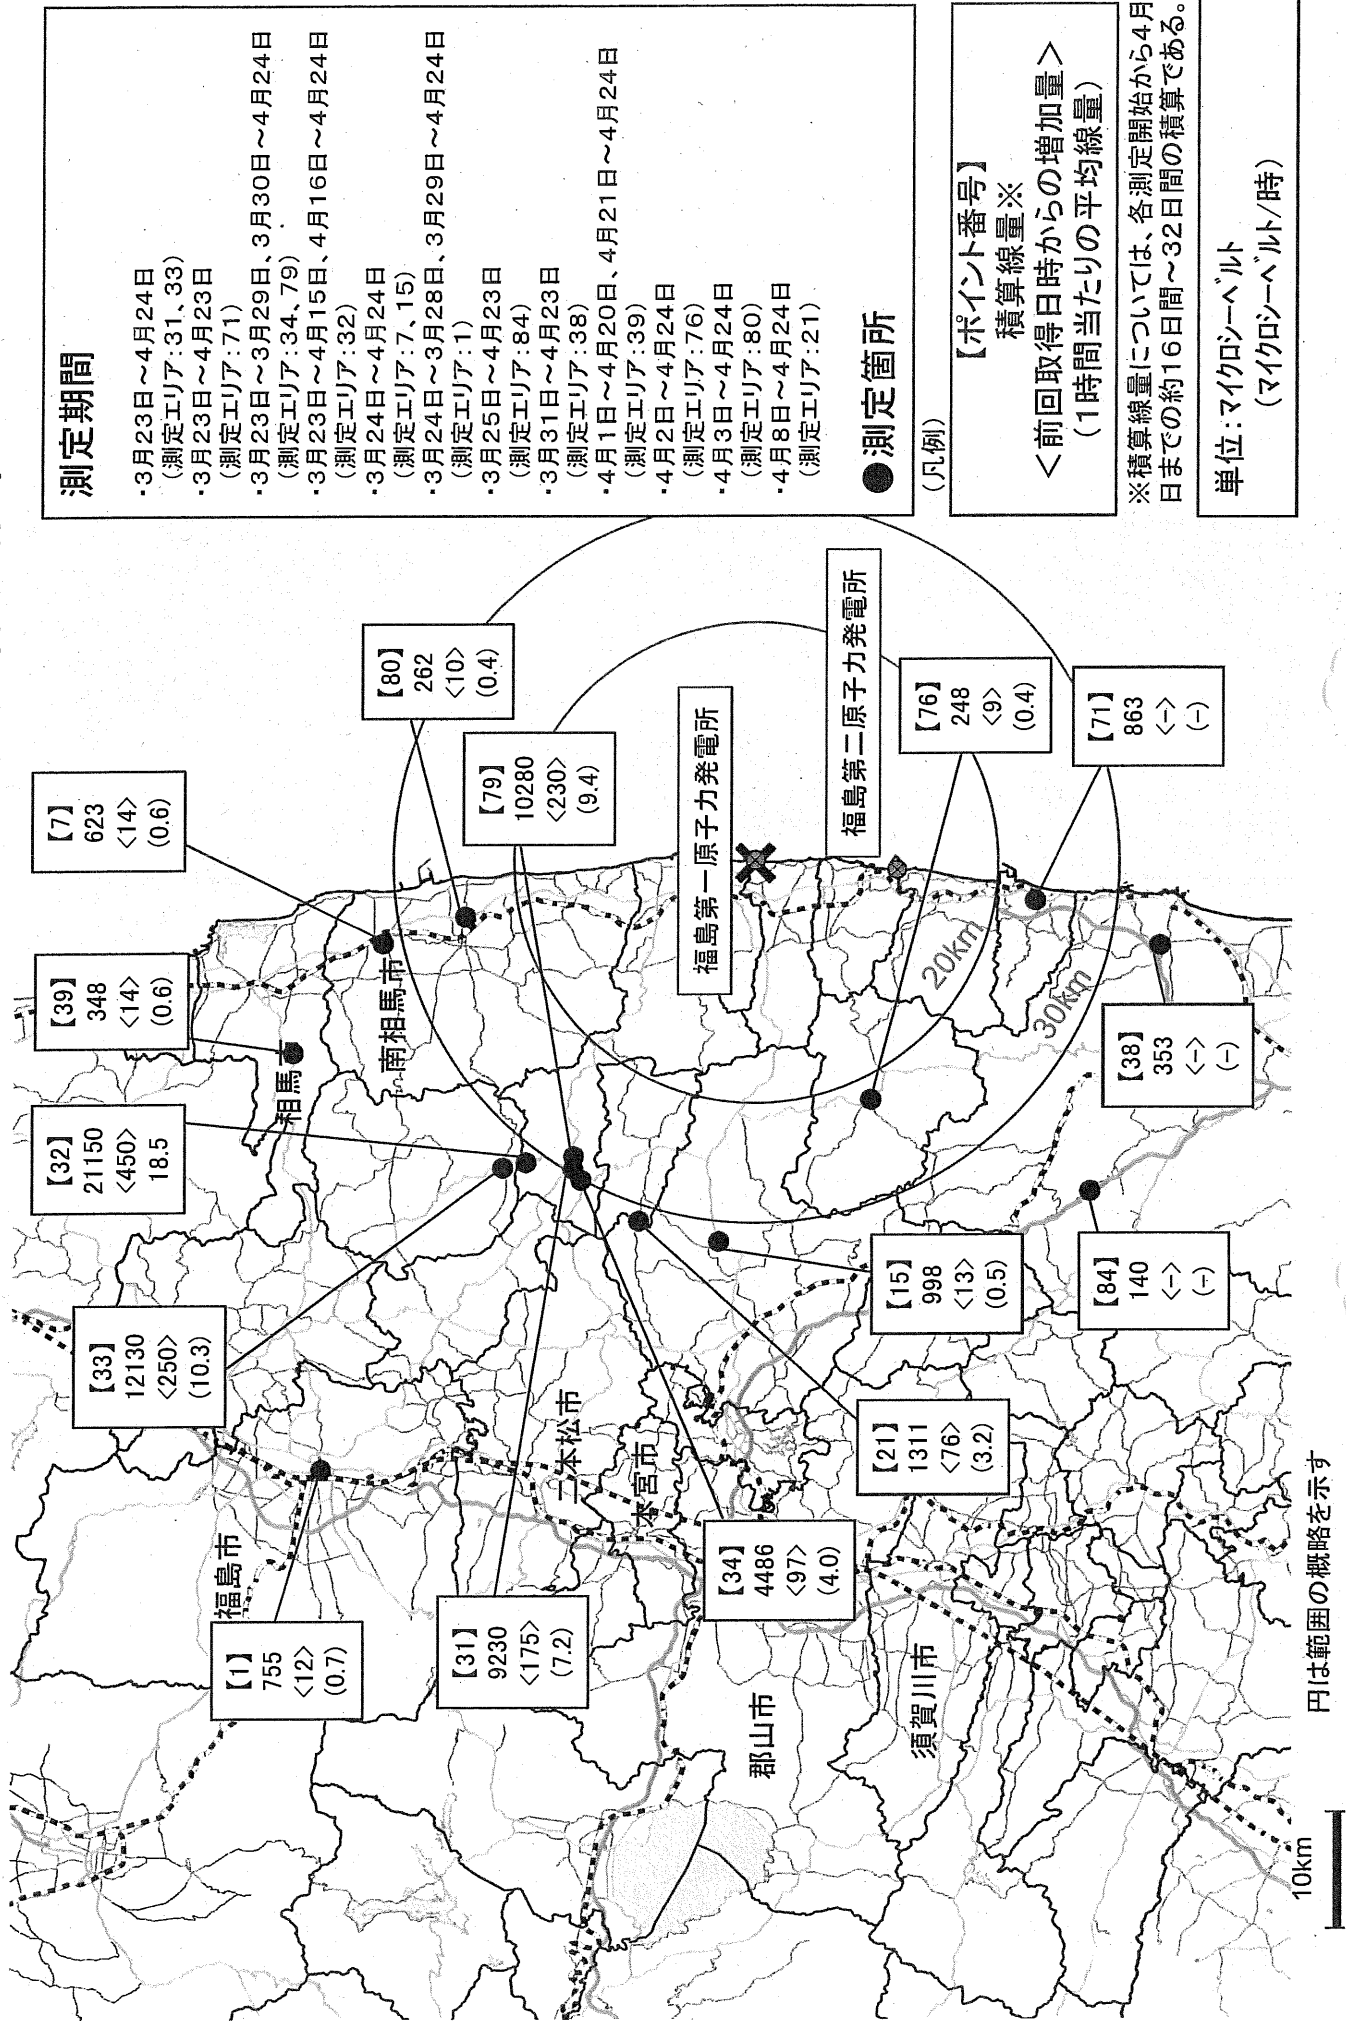 測定期間
・3月23日～4月24日
（測定エリア：31、33）
・3月23日～4月23日
（測定エリア：71）
・3月23日～3月29日、3月30日～4月24日
（測定エリア：34、79）
・3月23日～4月15日、4月16日～4月24日
（測定エリア：32）
・3月24日～4月24日
（測定エリア：7、15）
・3月24日～3月28日、3月29日～4月24日
（測定エリア：1）
・3月25日～4月23日
（測定エリア：84）
・3月31日～4月23日
（測定エリア：38）
・4月1日～4月20日、4月21日～4月24日
（測定エリア：39）
・4月2日～4月24日
（測定エリア：76）
・4月3日～4月24日
（測定エリア：80）
・4月8日～4月24日
（測定エリア：21）
●測定箇所
（凡例）
【ポイント番号】
積算線量※
＜前回取得日時からの増加量＞
（1時間当たりの平均線量）
※積算線量については、各測定開始から4月
日までの約16日間～32日間の積算である。
単位：マイクロシーベルト
（マイクロシーベルト/時）
【7】
623
<14>
(0.6)
【39】
348
<14>
(0.6)
【32】
21150
<450>
18.5
【33】
12130
<250>
(10.3)
【1】
755
<12>
(0.7)
【31】
9230
<175>
(7.2)
【80】
262
<10>
(0.4)
【79】
10280
<230>
(9.4)
【34】
4486
<97>
(4.0)
【21】
1311
<76>
(3.2)
【15】
998
<13>
(0.5)
【76】
248
<9>
(0.4)
【71】
863
<->
(-)
【38】
353
<->
(-)
【84】
140
<->
(-)
福島第一原子力発電所
福島第二原子力発電所
相馬市
南相馬市
福島市
二本松市
本宮市
郡山市
須賀川市
20km
30km
10km
円は範囲の概略を示す